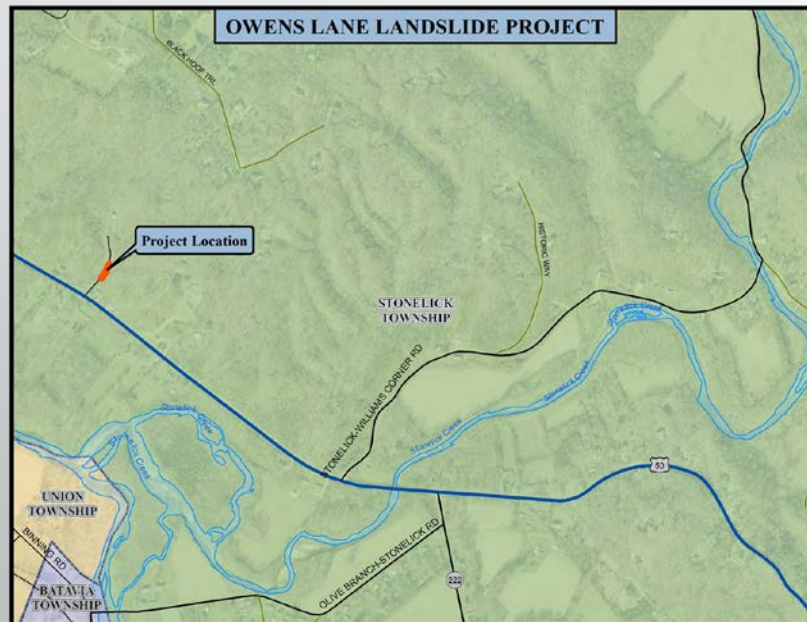 OWENS LANE LANDSLIDE PROJECT
BLACK HOOF TRL
Project Location
HISTORIC WAY
STONELICK
TOWNSHIP
Stonelick Creek
STONELICK-WILLIAMS CORNER RD
Stonelick Creek
Stonelick Creek
Stonelick
Creek
Stonelick Creek
50
UNION
TOWNSHIP
BINNING RD
OLIVE BRANCH-STONELICK RD
222
BATAVIA
TOWNSHIP